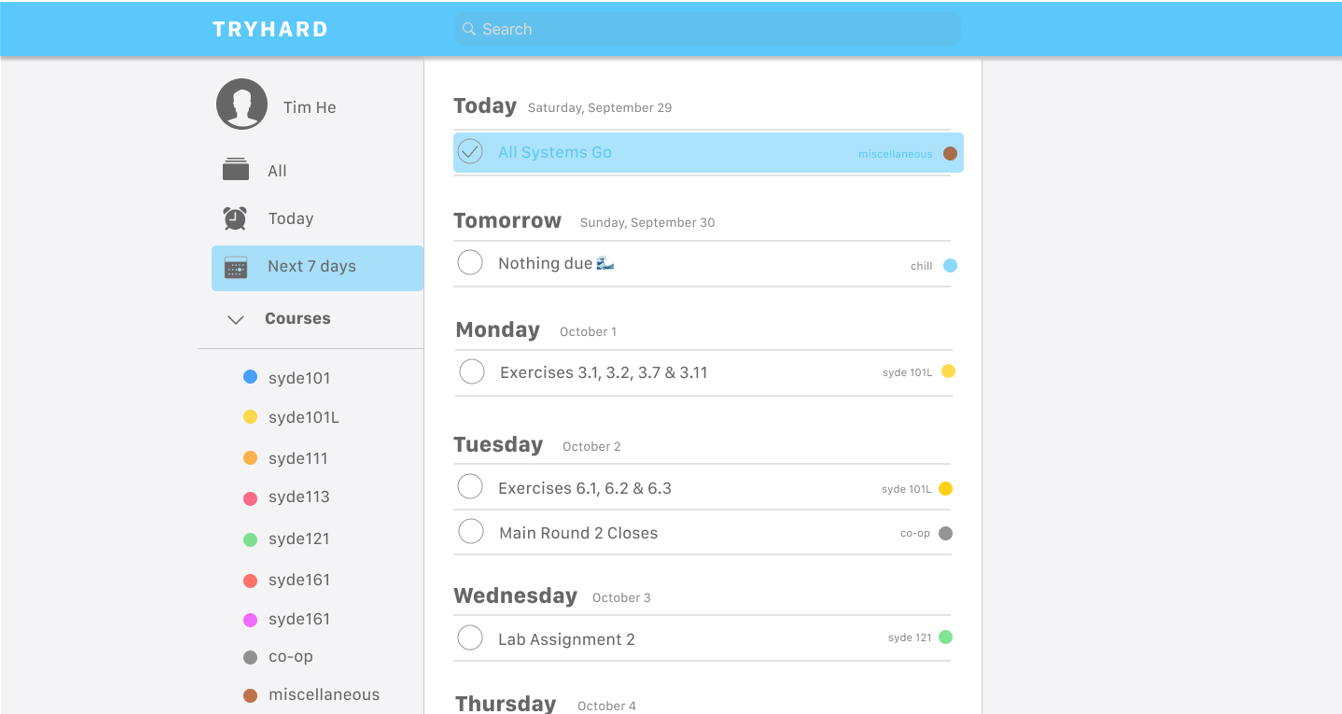 TRYHARD
Search
Tim He
All
Today
Next 7 days
Courses
syde101
syde101L
syde111
syde113
syde121
syde161
syde161
co-op
miscellaneous
Today Saturday, September 29
All Systems Go miscellaneous
Tomorrow Sunday, September 30
Nothing due🌊 chill
Monday October 1
Exercises 3.1, 3.2, 3.7 & 3.11 syde 101L
Tuesday October 2
Exercises 6.1, 6.2 & 6.3 syde 101L
Main Round 2 Closes co-op
Wednesday October 3
Lab Assignment 2 syde 121
Thursday October 4